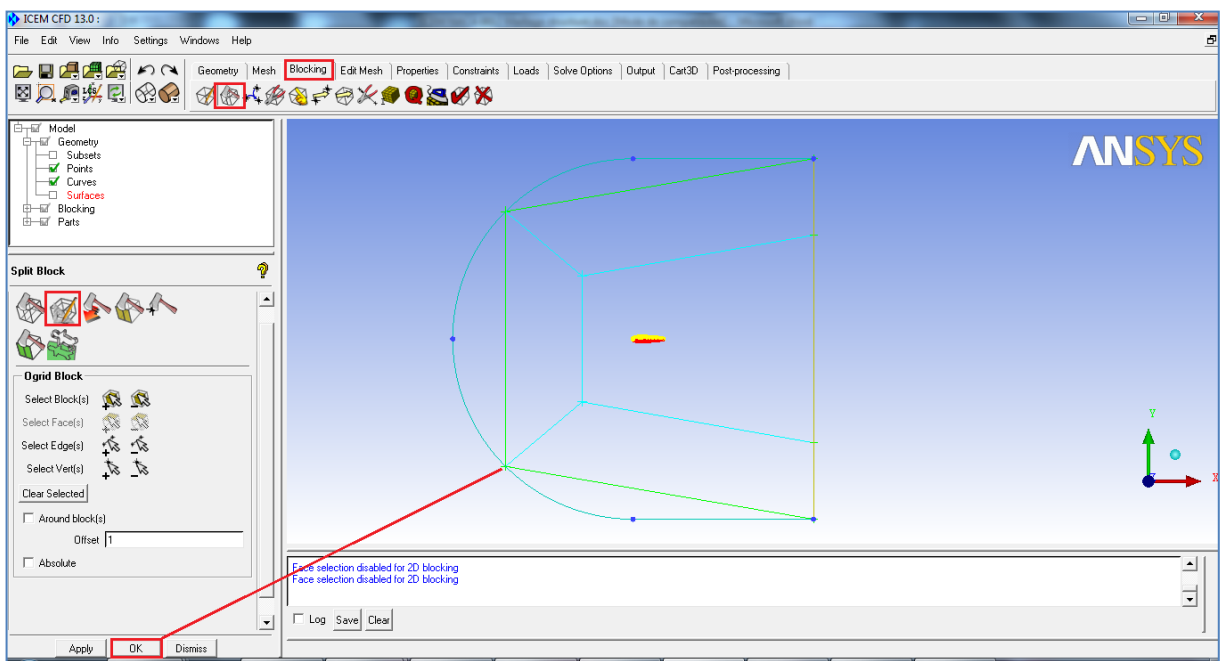 ICEM CFD 13.0 :
File Edit View Info Settings Windows Help
Geometry Mesh Blocking Edit Mesh Properties Constraints Loads Solve Options Output Cart3D Post-processing
LCS
Model
Geometry
Subsets
Points
Curves
Surfaces
Blocking
Parts
Split Block
Ogrid Block
Select Block(s)
Select Face(s)
Select Edge(s)
Select Vert(s)
Clear Selected
Around block(s)
Offset 1
Absolute
Apply OK Dismiss
ANSYS
Y
X
Face selection disabled for 2D blocking
Face selection disabled for 2D blocking
Log Save Clear